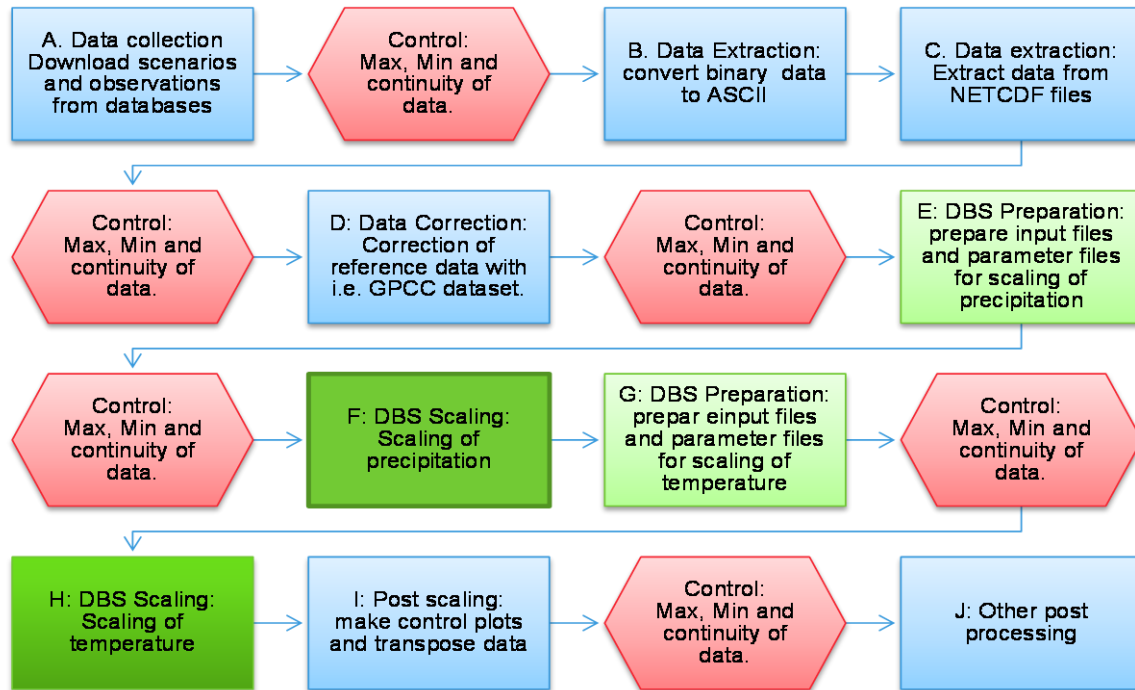 A. Data collection
Download scenarios
and observations
from databases
Control:
Max, Min and
continuity of
data.
B. Data Extraction:
convert binary data
to ASCII
C. Data extraction:
Extract data from
NETCDF files
Control:
Max, Min and
continuity of
data.
D: Data Correction:
Correction of
reference data with
i.e. GPCC dataset.
Control:
Max, Min and
continuity of
data.
E: DBS Preparation:
prepare input files
and parameter files
for scaling of
precipitation
Control:
Max, Min and
continuity of
data.
F: DBS Scaling:
Scaling of
precipitation
G: DBS Preparation:
prepar einput files
and parameter files
for scaling of
temperature
Control:
Max, Min and
continuity of
data.
H: DBS Scaling:
Scaling of
temperature
I: Post scaling:
make control plots
and transpose data
Control:
Max, Min and
continuity of
data.
J: Other post
processing